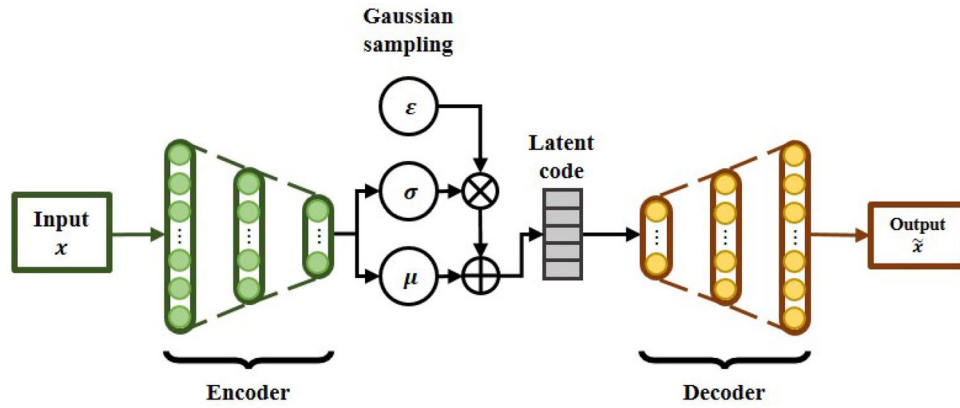 Gaussian
sampling
ε
Latent
code
σ
Input
x
μ
Output
x̃
Encoder
Decoder